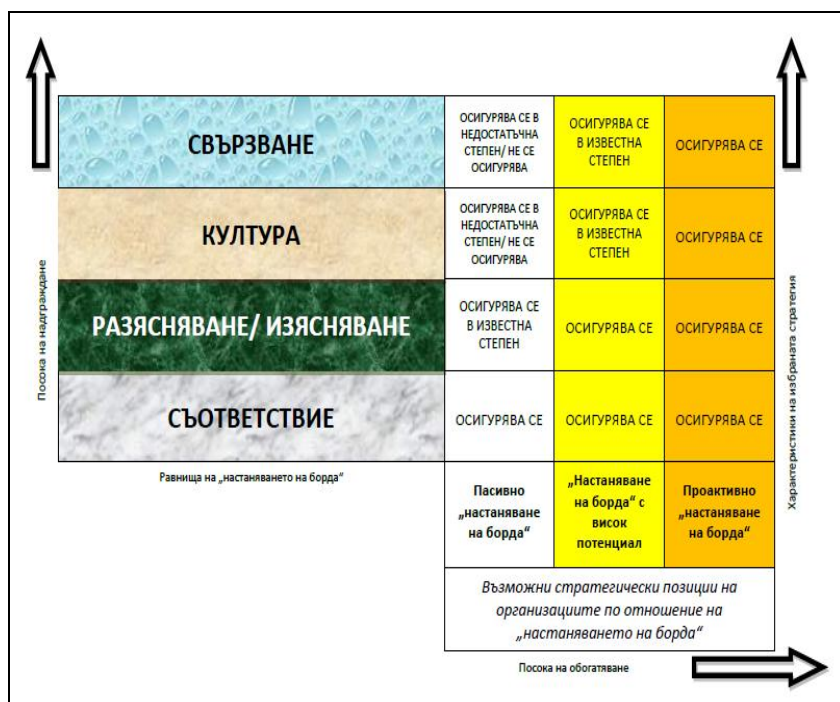 СВЪРЗВАНЕ
ОСИГУРЯВА СЕ В
НЕДОСТАТЪЧНА
СТЕПЕН/ НЕ СЕ
ОСИГУРЯВА
ОСИГУРЯВА СЕ
В ИЗВЕСТНА
СТЕПЕН
ОСИГУРЯВА СЕ
КУЛТУРА
ОСИГУРЯВА СЕ В
НЕДОСТАТЪЧНА
СТЕПЕН/ НЕ СЕ
ОСИГУРЯВА
ОСИГУРЯВА СЕ
В ИЗВЕСТНА
СТЕПЕН
ОСИГУРЯВА СЕ
РАЗЯСНЯВАНЕ/ ИЗЯСНЯВАНЕ
ОСИГУРЯВА СЕ
В ИЗВЕСТНА
СТЕПЕН
ОСИГУРЯВА СЕ
ОСИГУРЯВА СЕ
СЪОТВЕТСТВИЕ
ОСИГУРЯВА СЕ
ОСИГУРЯВА СЕ
ОСИГУРЯВА СЕ
Посока на надграждане
Характеристики на избраната стратегия
Равнища на „настаняването на борда“
Пасивно
„настаняване
на борда“
„Настаняване
на борда“ с
висок
потенциал
Проактивно
„настаняване
на борда“
Възможни стратегически позиции на
организациите по отношение на
„настаняването на борда“
Посока на обогатяване